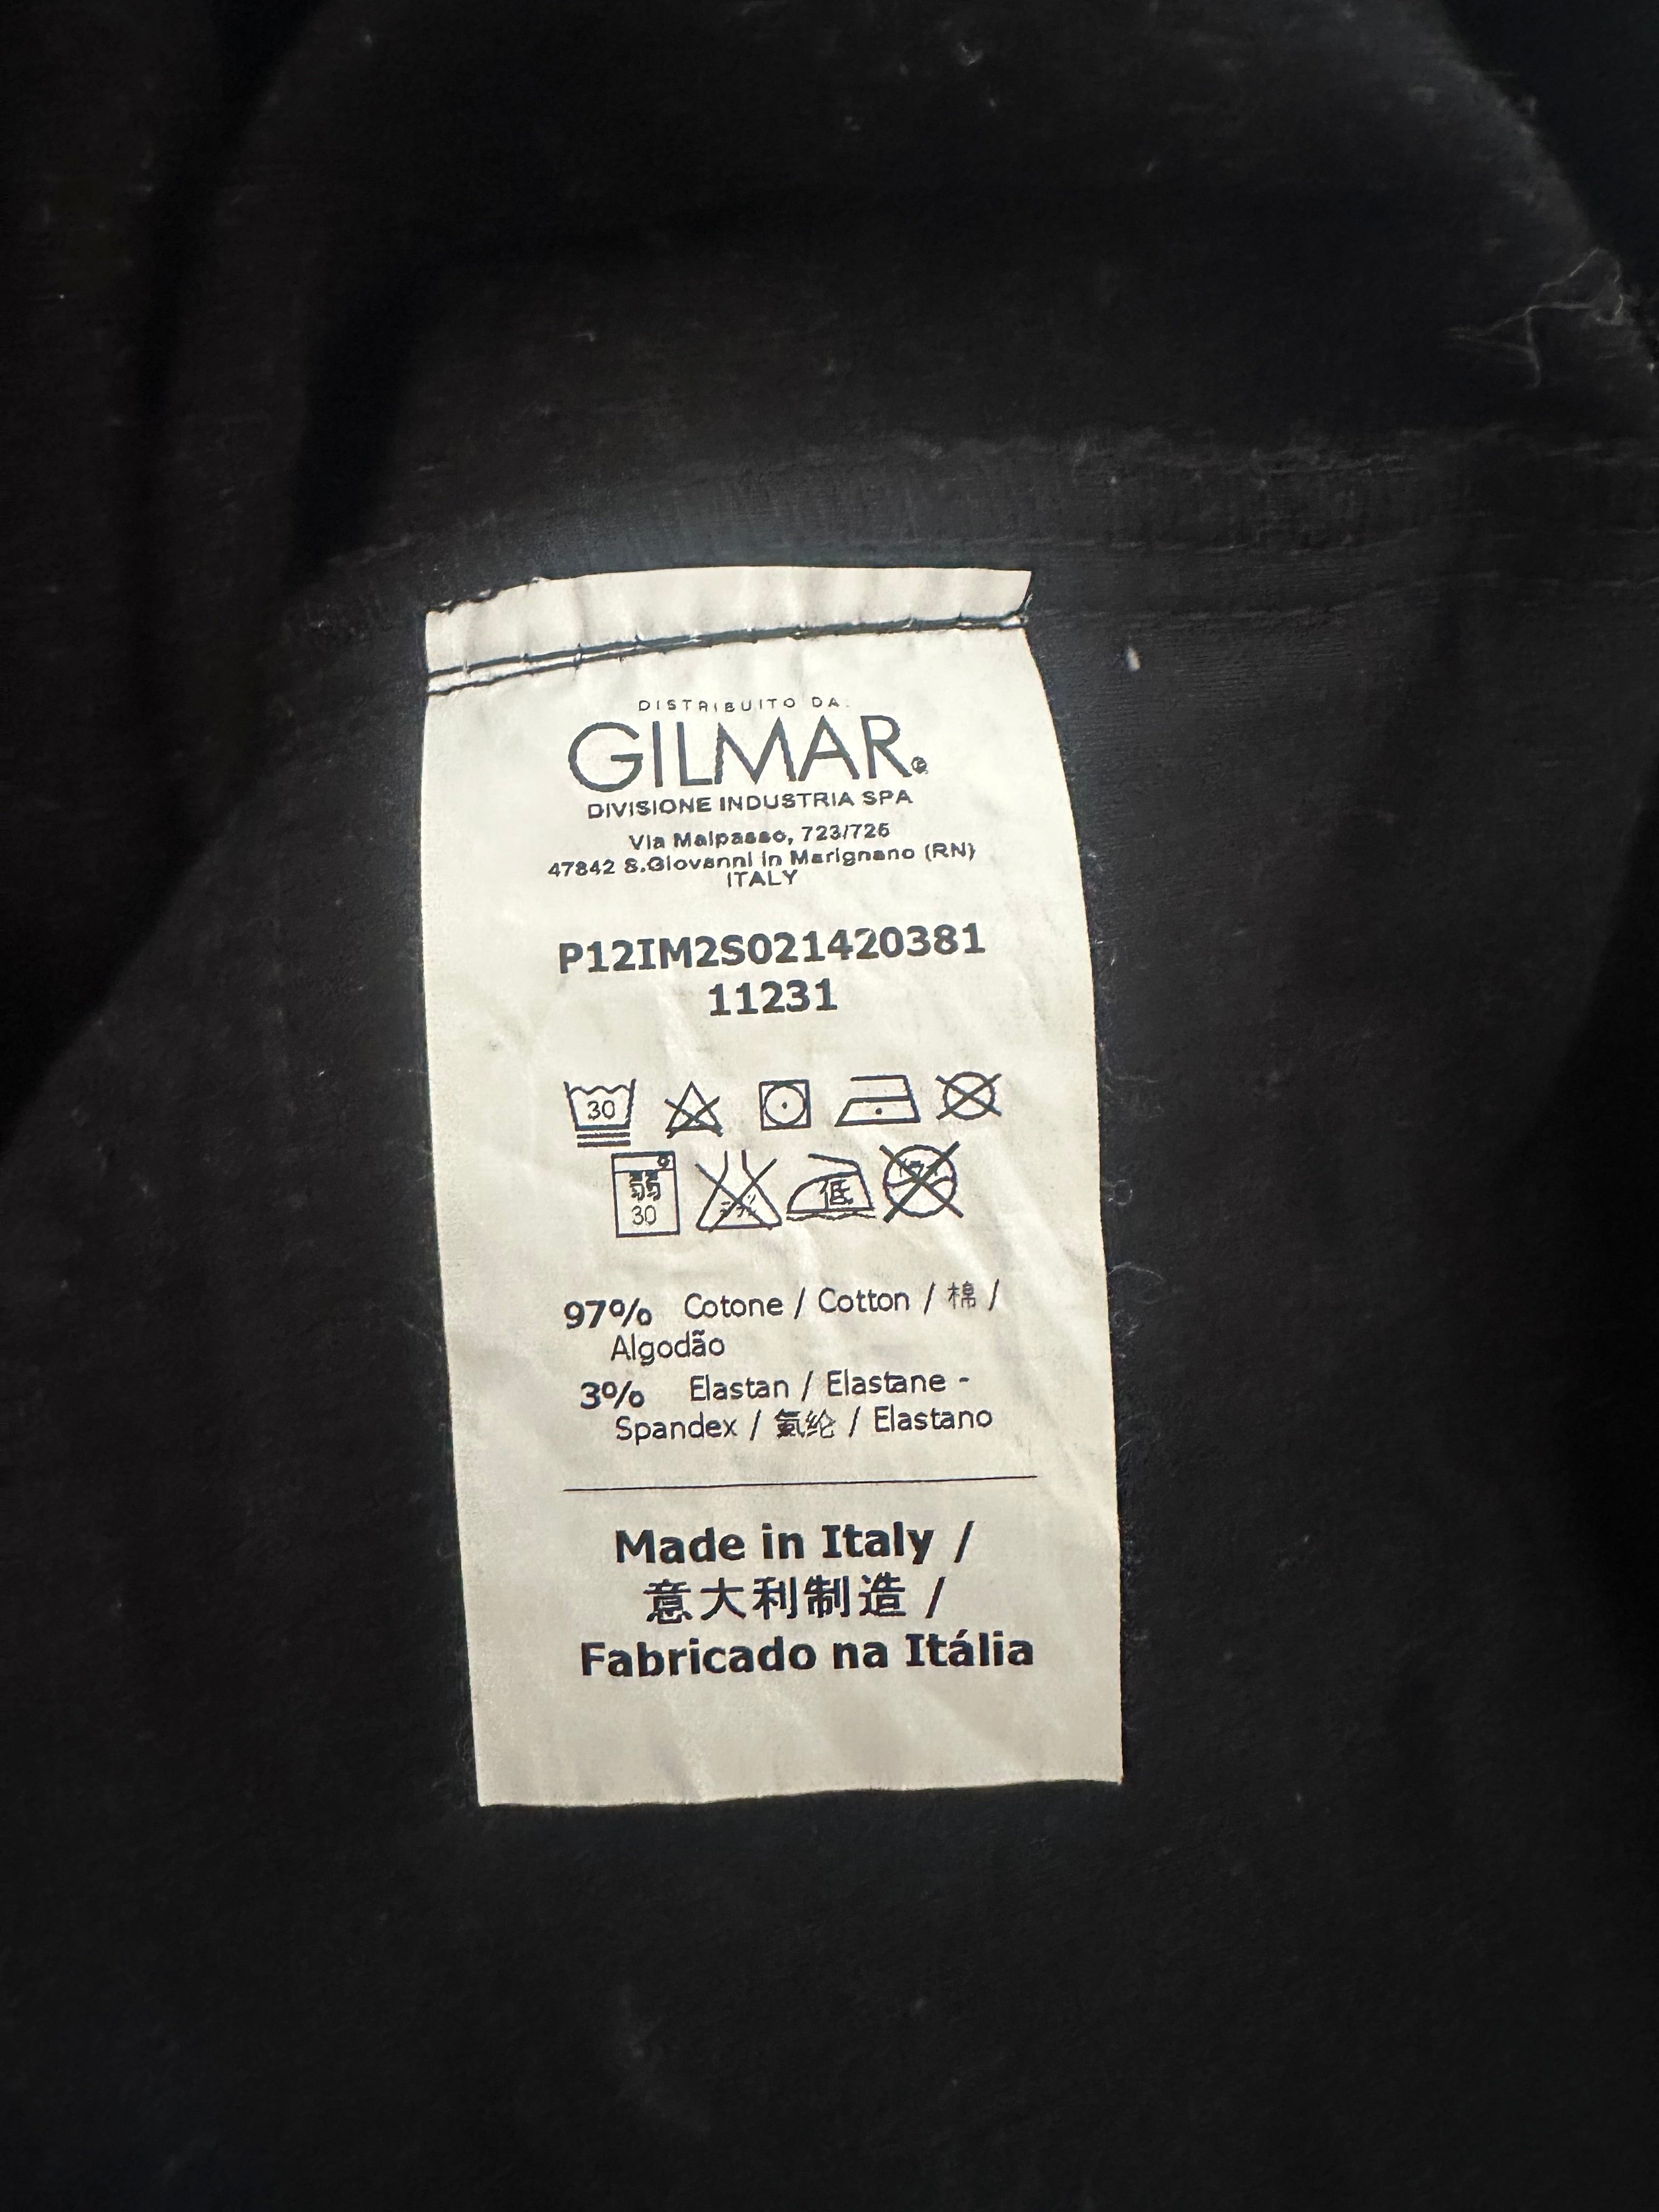 DISTRIBUITO DA:
GILMAR®
DIVISIONE INDUSTRIA SPA
Via Malpasso, 723/725
47842 S.Giovanni in Marignano (RN)
ITALY
P12IM2S021420381
11231
30
弱
30
低
97% Cotone / Cotton / 棉 /
Algodão
3% Elastan / Elastane -
Spandex / 氨纶 / Elastano
Made in Italy /
意大利制造 /
Fabricado na Itália